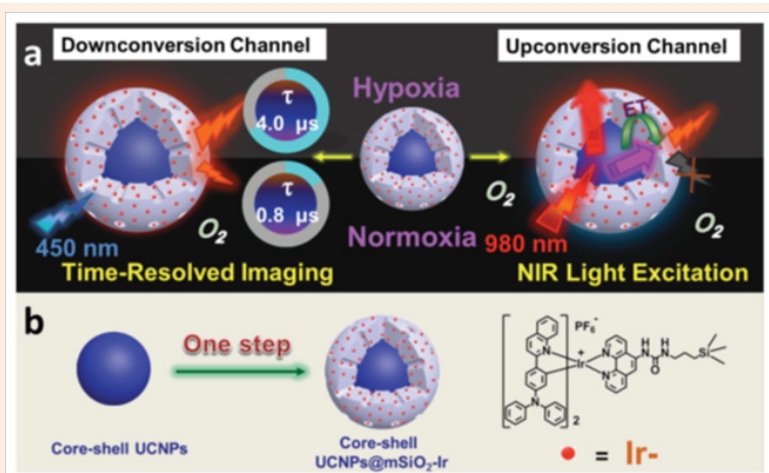 a
Downconversion Channel
Upconversion Channel
Hypoxia
τ
4.0 μs
τ
0.8 μs
ET
O₂
O₂
O₂
Normoxia
450 nm
980 nm
Time-Resolved Imaging
NIR Light Excitation
b
One step
Core-shell UCNPs
Core-shell
UCNPs@mSiO₂-Ir
PF₆⁻
+
N
Ir
N
N
H
N
H
N
O
Si
N
2
= Ir-